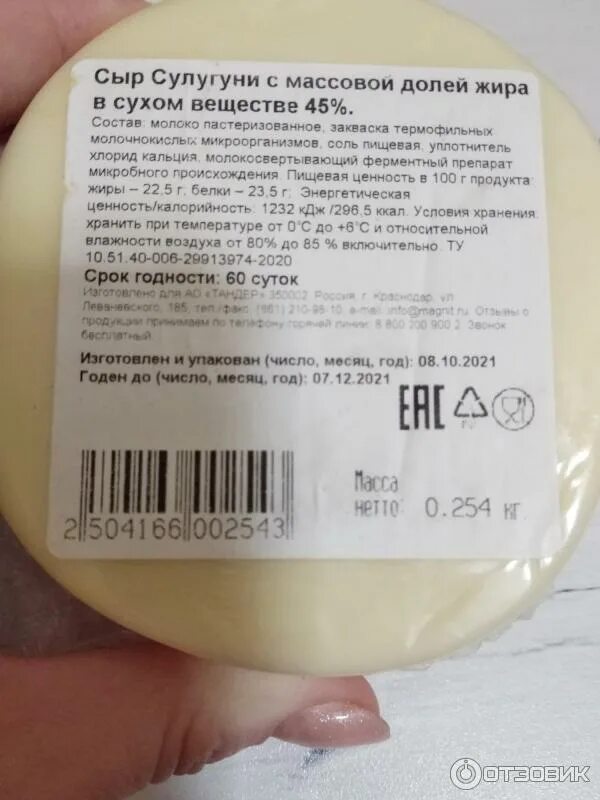 Сыр Сулугуни с массовой долей жира
в сухом веществе 45%.
Состав: молоко пастеризованное, закваска термофильных
молочнокислых микроорганизмов, соль пищевая, уплотнитель
хлорид кальция, молокосвертывающий ферментный препарат
микробного происхождения. Пищевая ценность в 100 г продукта:
жиры – 22,5 г; белки – 23,5 г; Энергетическая
ценность/калорийность: 1232 кДж /296,5 ккал. Условия хранения:
хранить при температуре от 0˚С до +6˚С и относительной
влажности воздуха от 80% до 85 % включительно. ТУ
10.51.40-006-29913974-2020
Срок годности: 60 суток
Изготовлено для АО «ТАНДЕР» 350002, Россия, г. Краснодар, ул.
Леваневского, 185, тел./факс: (861) 210-98-10, e-mail: info@magnit.ru. Отзывы о
продукции принимаем по телефону горячей линии: 8 800 200 900 2. Звонок
бесплатный.
Изготовлен и упакован (число, месяц, год): 08.10.2021
Годен до (число, месяц, год): 07.12.2021
EAC
Масса
нетто: 0.254 кг
2 504166 002543
ОТЗОВИК